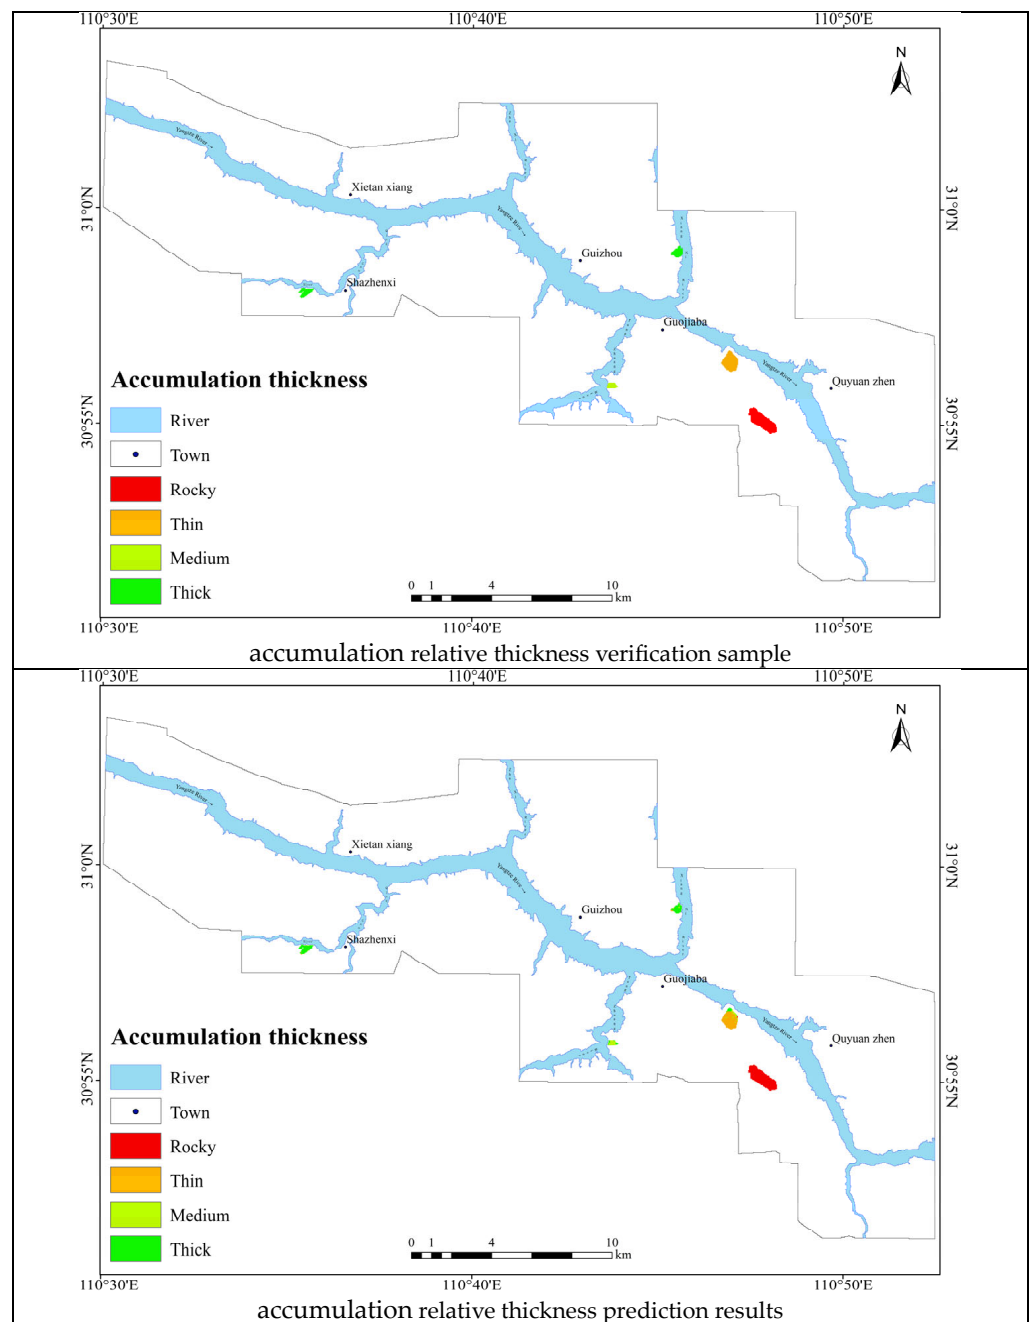 110°30'E 110°40'E 110°50'E
N
Yangtze River
Xietan xiang
31°0'N 31°0'N
Yangtze Rive
Guizhou
Shazhenxi
Guojiaba
Accumulation thickness
Yangtze River
Quyuan zhen
River
30°55'N 30°55'N
Town
Rocky
Thin
Medium
0 1 4 10
Thick
km
110°30'E 110°40'E 110°50'E
accumulation relative thickness verification sample
110°30'E 110°40'E 110°50'E
N
Yangtze River
Xietan xiang
31°0'N 31°0'N
Yangtze Rive
Guizhou
Shazhenxi
Guojiaba
Accumulation thickness
Yangtze River
Quyuan zhen
River
30°55'N 30°55'N
Town
Rocky
Thin
Medium
0 1 4 10
Thick
km
110°30'E 110°40'E 110°50'E
accumulation relative thickness prediction results